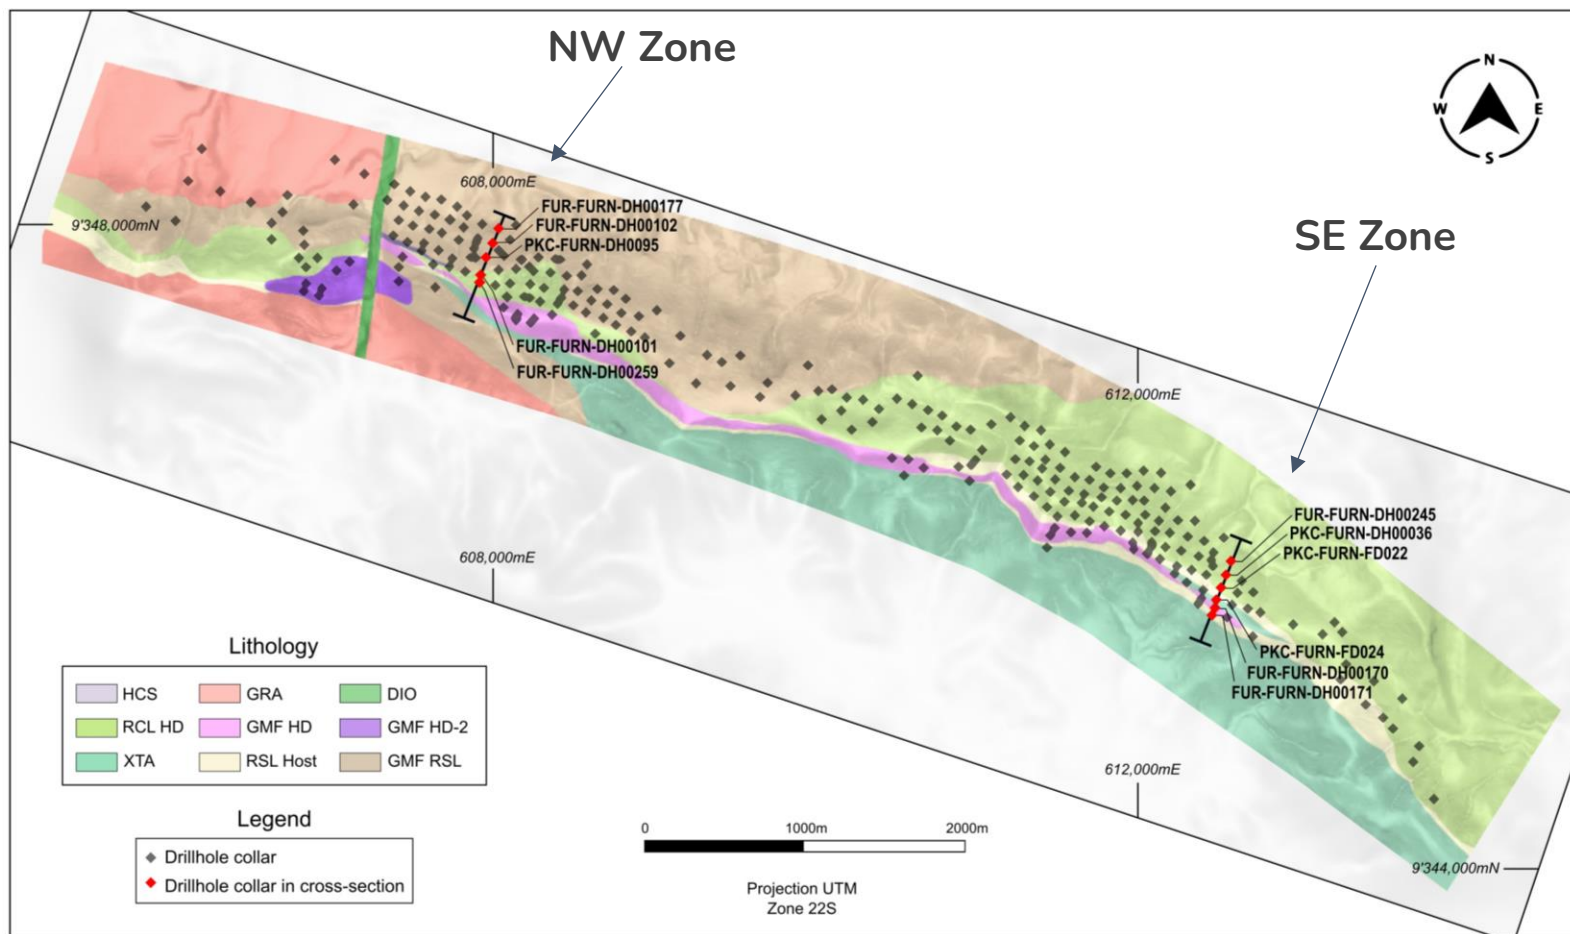 NW Zone
N
W
E
S
608,000mE
FUR-FURN-DH00177
FUR-FURN-DH00102
PKC-FURN-DH0095
9'348,000mN
SE Zone
FUR-FURN-DH00101
FUR-FURN-DH00259
612,000mE
FUR-FURN-DH00245
PKC-FURN-DH00036
PKC-FURN-FD022
608,000mE
PKC-FURN-FD024
FUR-FURN-DH00170
FUR-FURN-DH00171
Lithology
HCS GRA DIO
RCL HD GMF HD GMF HD-2
XTA RSL Host GMF RSL
612,000mE
Legend
Drillhole collar
Drillhole collar in cross-section
0 1000m 2000m
Projection UTM
Zone 22S
9'344,000mN